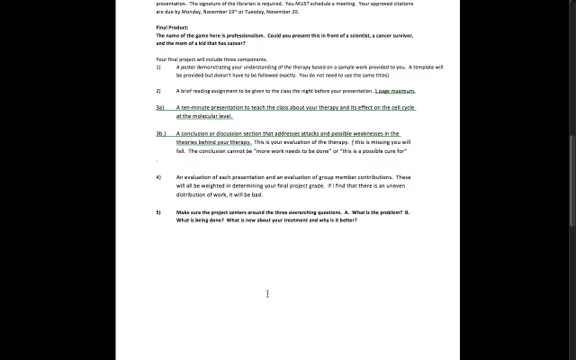 presentation. The signature of the librarian is required. You MUST schedule a meeting. Your approved citations
are due by Monday, November 19th or Tuesday, November 20.
Final Product:
The name of the game here is professionalism. Could you present this in front of a scientist, a cancer survivor,
and the mom of a kid that has cancer?
Your final project will include three components.
1) A poster demonstrating your understanding of the therapy based on a sample work provided to you. A template will
be provided but doesn't have to be followed exactly. You do not need to use the same titles)
2) A brief reading assignment to be given to the class the night before your presentation. 1 page maximum.
3a) A ten-minute presentation to teach the class about your therapy and its effect on the cell cycle
at the molecular level.
3b.) A conclusion or discussion section that addresses attacks and possible weaknesses in the
theories behind your therapy. This is your evaluation of the therapy. If this is missing you will
fail. The conclusion cannot be "more work needs to be done" or "this is a possible cure for"
.
4) An evaluation of each presentation and an evaluation of group member contributions. These
will all be weighted in determining your final project grade. If I find that there is an uneven
distribution of work, it will be bad.
5) Make sure the project centers around the three overarching questions. A. What is the problem? B.
What is being done? What is new about your treatment and why is it better?